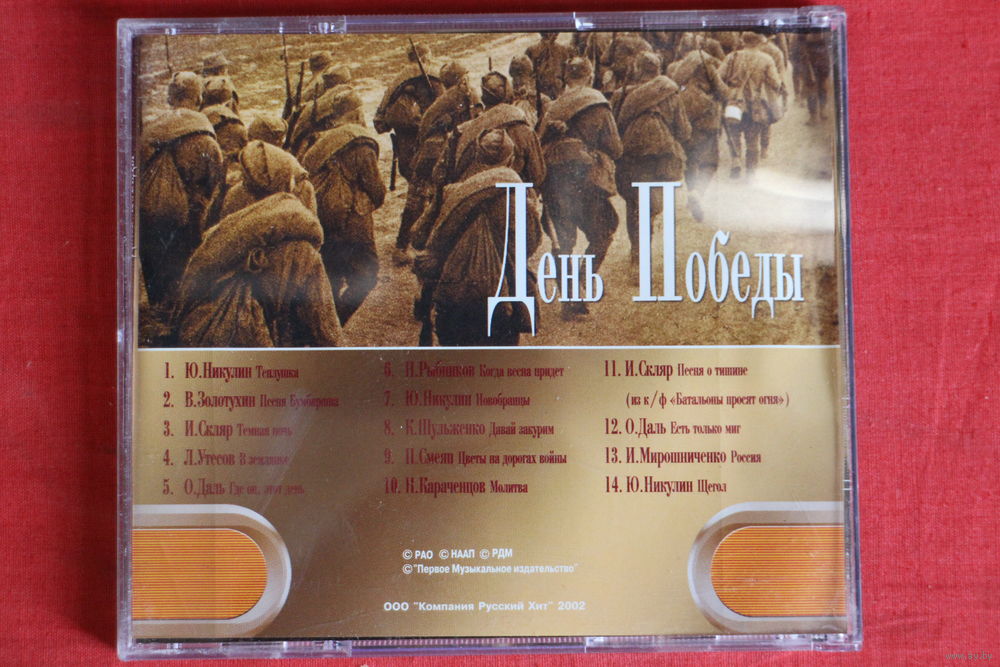 День Победы
1. Ю.Никулин Теплушка
2. В.Золотухин Песня Бумбараша
3. И.Скляр Темная ночь
4. Л.Утесов В землянке
5. О.Даль Где он, этот день
6. Н.Рыбников Когда весна придет
7. Ю.Никулин Новобранцы
8. К.Шульженко Давай закурим
9. П.Смеян Цветы на дорогах войны
10. Н.Караченцов Молитва
11. И.Скляр Песня о тишине
(из к/ф «Батальоны просят огня»)
12. О.Даль Есть только миг
13. И.Мирошниченко Россия
14. Ю.Никулин Щегол
© РАО © НААП © РДМ
© "Первое Музыкальное издательство"
ООО "Компания Русский Хит" 2002